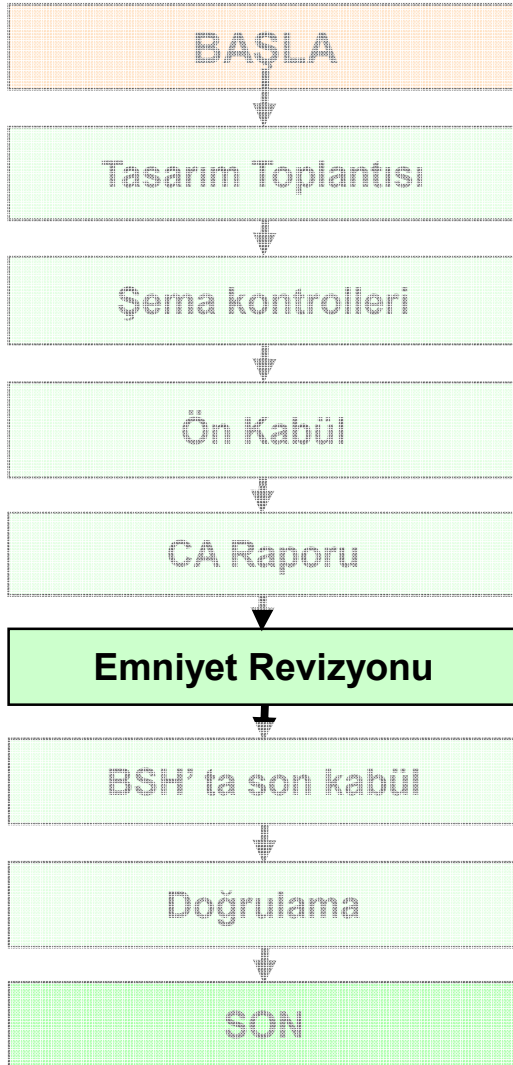 BAŞLA
Tasarım Toplantısı
Şema kontrolleri
Ön Kabül
CA Raporu
Emniyet Revizyonu
BSH’ ta son kabül
Doğrulama
SON